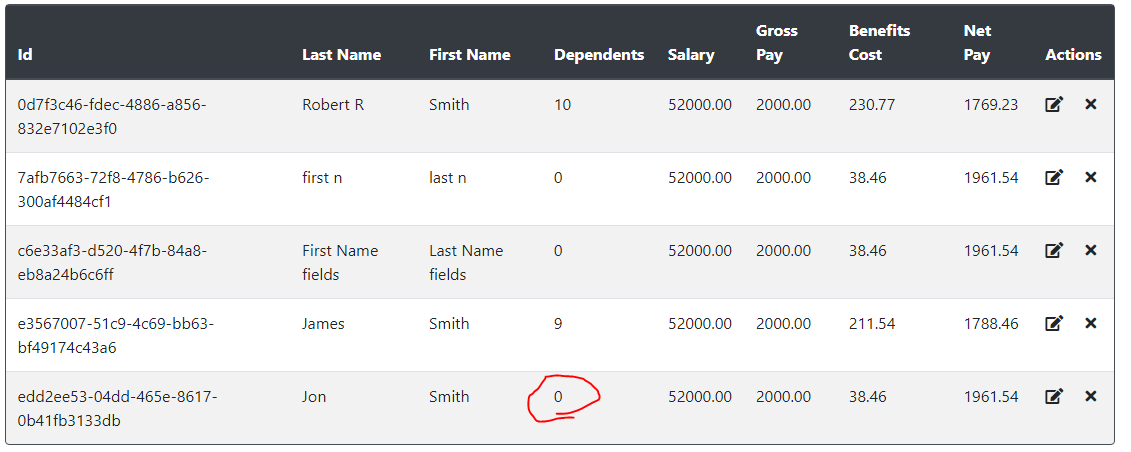 Id Last Name First Name Dependents Salary Gross Pay Benefits Cost Net Pay Actions
0d7f3c46-fdec-4886-a856- Robert R Smith 10 52000.00 2000.00 230.77 1769.23
832e7102e3f0
7afb7663-72f8-4786-b626- first n last n 0 52000.00 2000.00 38.46 1961.54
300af4484cf1
c6e33af3-d520-4f7b-84a8- First Name Last Name 0 52000.00 2000.00 38.46 1961.54
eb8a24b6c6ff fields fields
e3567007-51c9-4c69-bb63- James Smith 9 52000.00 2000.00 211.54 1788.46
bf49174c43a6
edd2ee53-04dd-465e-8617- Jon Smith 0 52000.00 2000.00 38.46 1961.54
0b41fb3133db